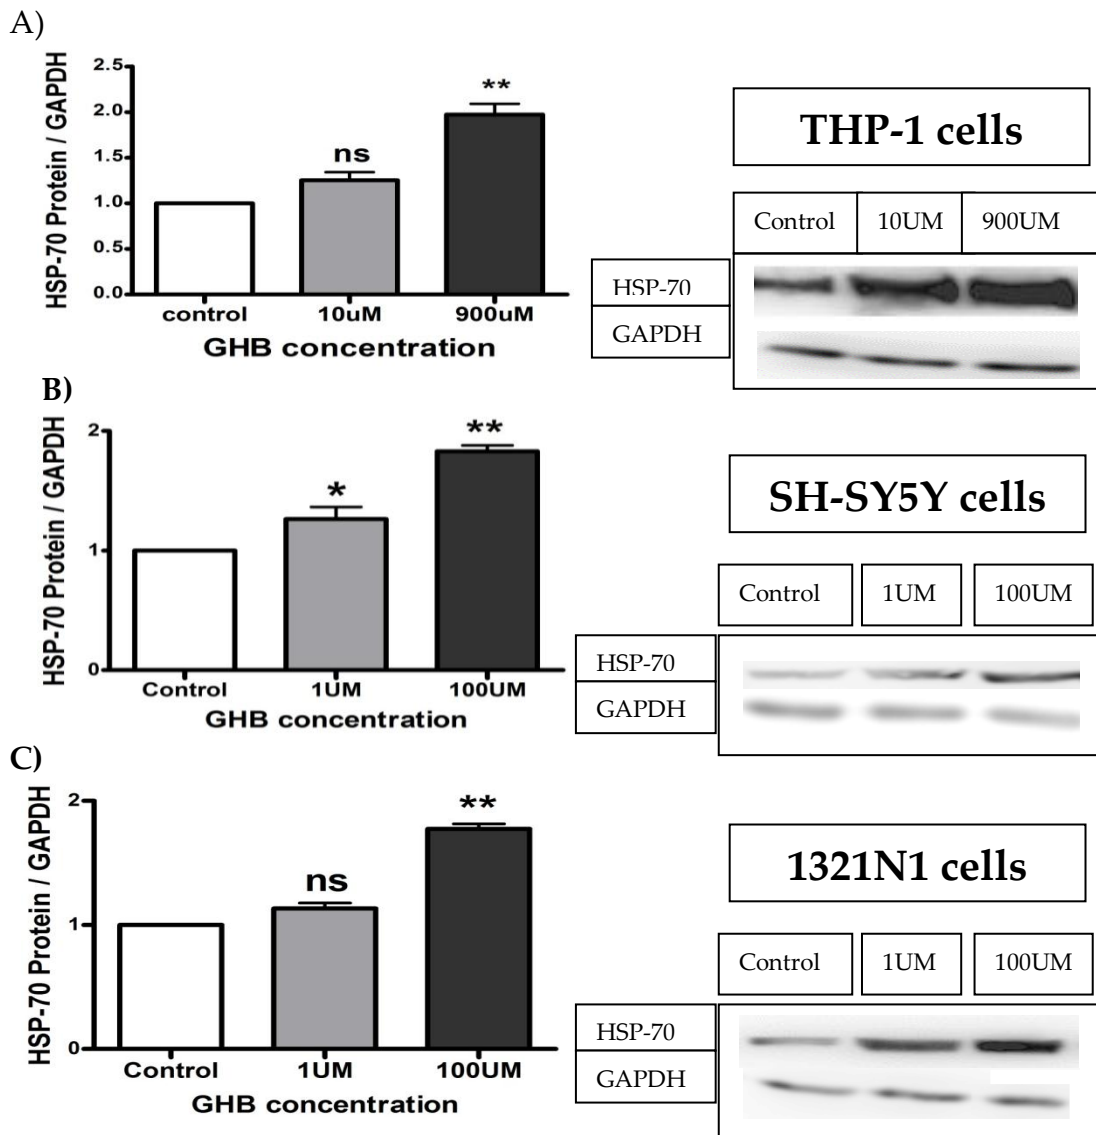 A)
HSP-70 Protein / GAPDH
2.5
2.0
1.5
1.0
0.5
0.0
ns
**
control 10uM 900uM
GHB concentration
THP-1 cells
Control 10UM 900UM
HSP-70
GAPDH
B)
HSP-70 Protein / GAPDH
2
1
0
*
**
Control 1UM 100UM
GHB concentration
SH-SY5Y cells
Control 1UM 100UM
HSP-70
GAPDH
C)
HSP-70 Protein / GAPDH
2
1
0
ns
**
Control 1UM 100UM
GHB concentration
1321N1 cells
Control 1UM 100UM
HSP-70
GAPDH